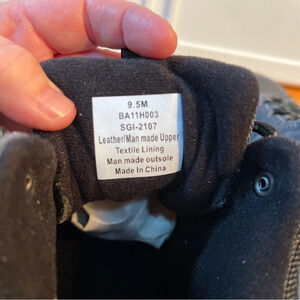 9.5M
BA11H003
SGI-2107
Leather/Man made Upper
Textile Lining
Man made outsole
Made In China